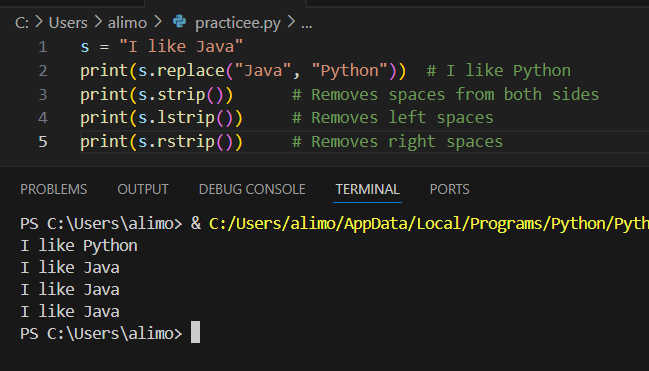 C: > Users > alimo > practicee.py > ...
1 s = "I like Java"
2 print(s.replace("Java", "Python"))  # I like Python
3 print(s.strip())      # Removes spaces from both sides
4 print(s.lstrip())     # Removes left spaces
5 print(s.rstrip())     # Removes right spaces
PROBLEMS OUTPUT DEBUG CONSOLE TERMINAL PORTS
PS C:\Users\alimo> & C:/Users/alimo/AppData/Local/Programs/Python/Pyth
I like Python
I like Java
I like Java
I like Java
PS C:\Users\alimo>